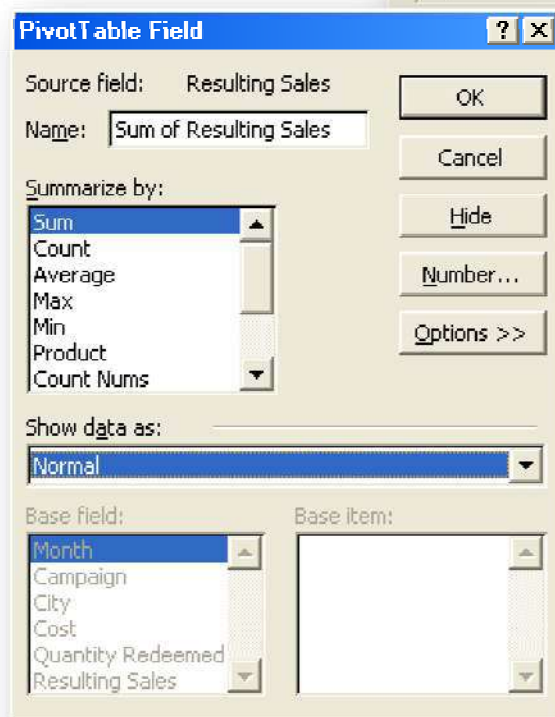 PivotTable Field
Source field: Resulting Sales
OK
Name: Sum of Resulting Sales
Cancel
Summarize by:
Hide
Sum
Count
Average
Max
Min
Product
Count Nums
Number...
Options >>
Show data as:
Normal
Base field:
Month
Campaign
City
Cost
Quantity Redeemed
Resulting Sales
Base item: